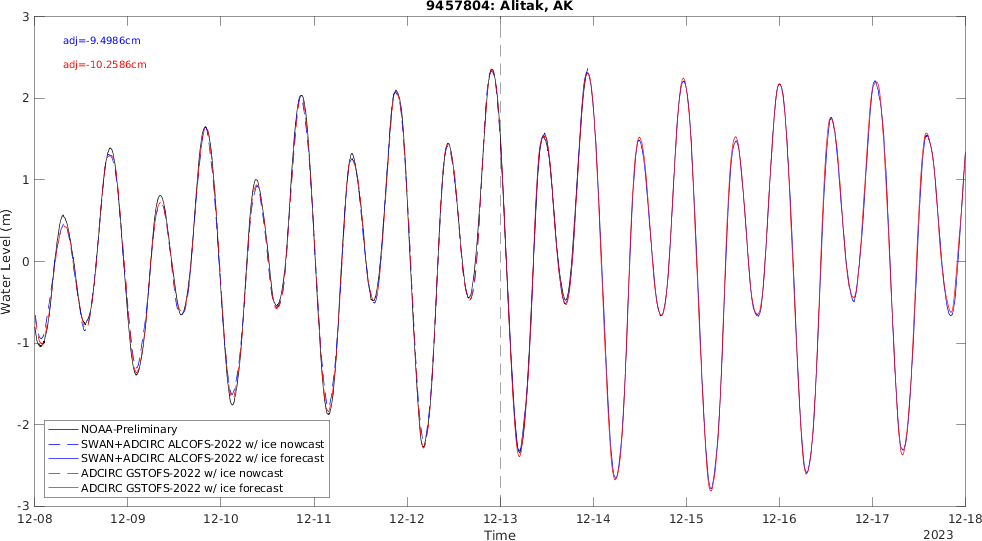 9457804: Alitak, AK
adj=-9.4986cm
adj=-10.2586cm
3
2
1
0
-1
-2
-3
Water Level (m)
NOAA-Preliminary
SWAN+ADCIRC ALCOFS-2022 w/ ice nowcast
SWAN+ADCIRC ALCOFS-2022 w/ ice forecast
ADCIRC GSTOFS-2022 w/ ice nowcast
ADCIRC GSTOFS-2022 w/ ice forecast
12-08 12-09 12-10 12-11 12-12 12-13 12-14 12-15 12-16 12-17 12-18
Time
2023